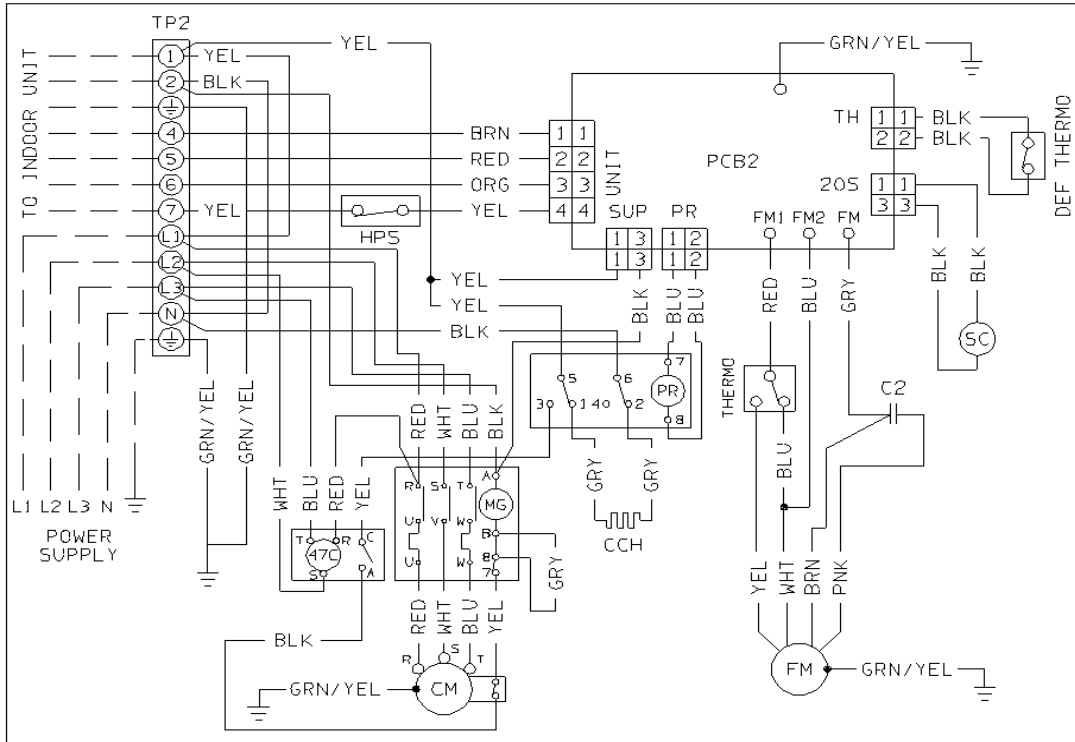 TP2
1 YEL YEL GRN/YEL
2 BLK
TO INDOOR UNIT
4 BRN 1 1
5 RED 2 2
6 ORG 3 3
7 YEL YEL 4 4
HPS
UNIT
PCB2
TH 1 1 BLK
2 2 BLK
DEF THERMO
20S 1 1
3 3
SUP PR
1 3 1 2
1 3 1 2
FM1 FM2 FM
L1
L2
L3
N
YEL
YEL
BLK
BLK BLU BLU
RED BLU GRY
BLK BLK
SC
GRN/YEL GRN/YEL
RED WHT BLU BLK
5 6 7
PR
3 1 4 2 8
THERMO
C2
GRY GRY
CCH
BLU
L1 L2 L3 N
POWER SUPPLY
WHT BLU RED YEL
T R C
47C
S A
R S T A
MG
U V W B
U W 8
7
GRY
RED WHT BLU YEL
BLK
R S T
CM
GRN/YEL
YEL WHT BRN PNK
FM
GRN/YEL